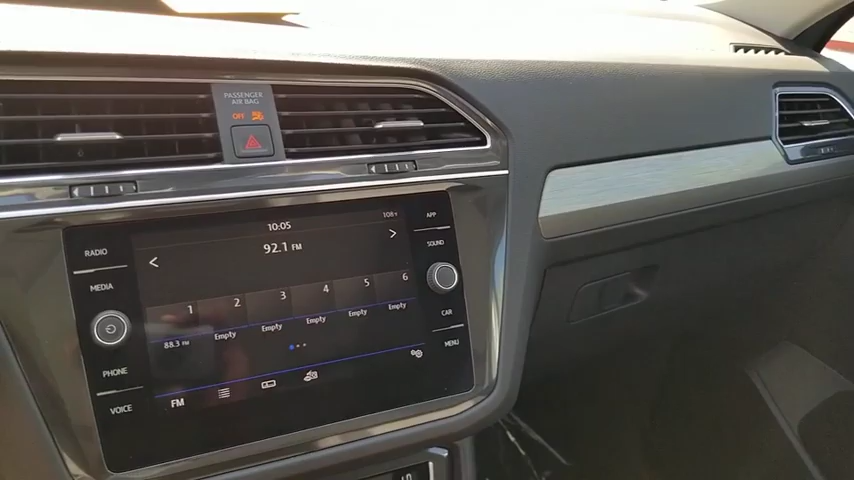 PASSENGER
AIR BAG
OFF
10:05
108°F
92.1 FM
RADIO
MEDIA
PHONE
VOICE
APP
SOUND
CAR
MENU
1 2 3 4 5 6
88.3 FM Empty Empty Empty Empty Empty
FM